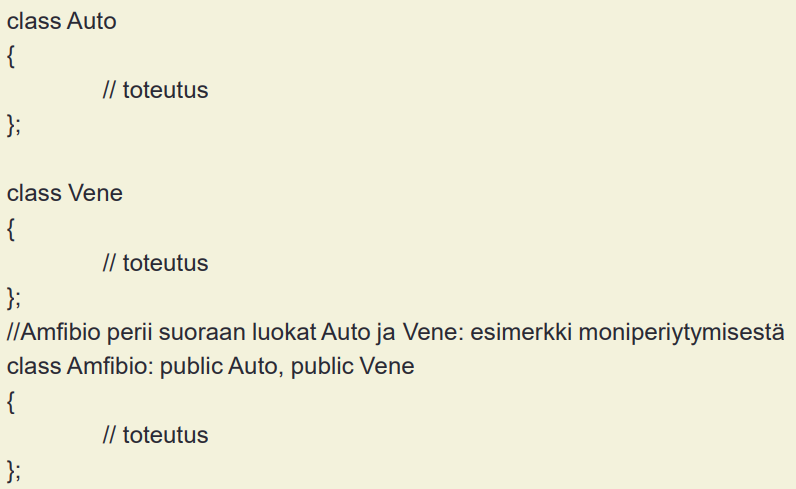 class Auto
{
// toteutus
};
class Vene
{
// toteutus
};
//Amfibio perii suoraan luokat Auto ja Vene: esimerkki moniperiytymisestä
class Amfibio: public Auto, public Vene
{
// toteutus
};